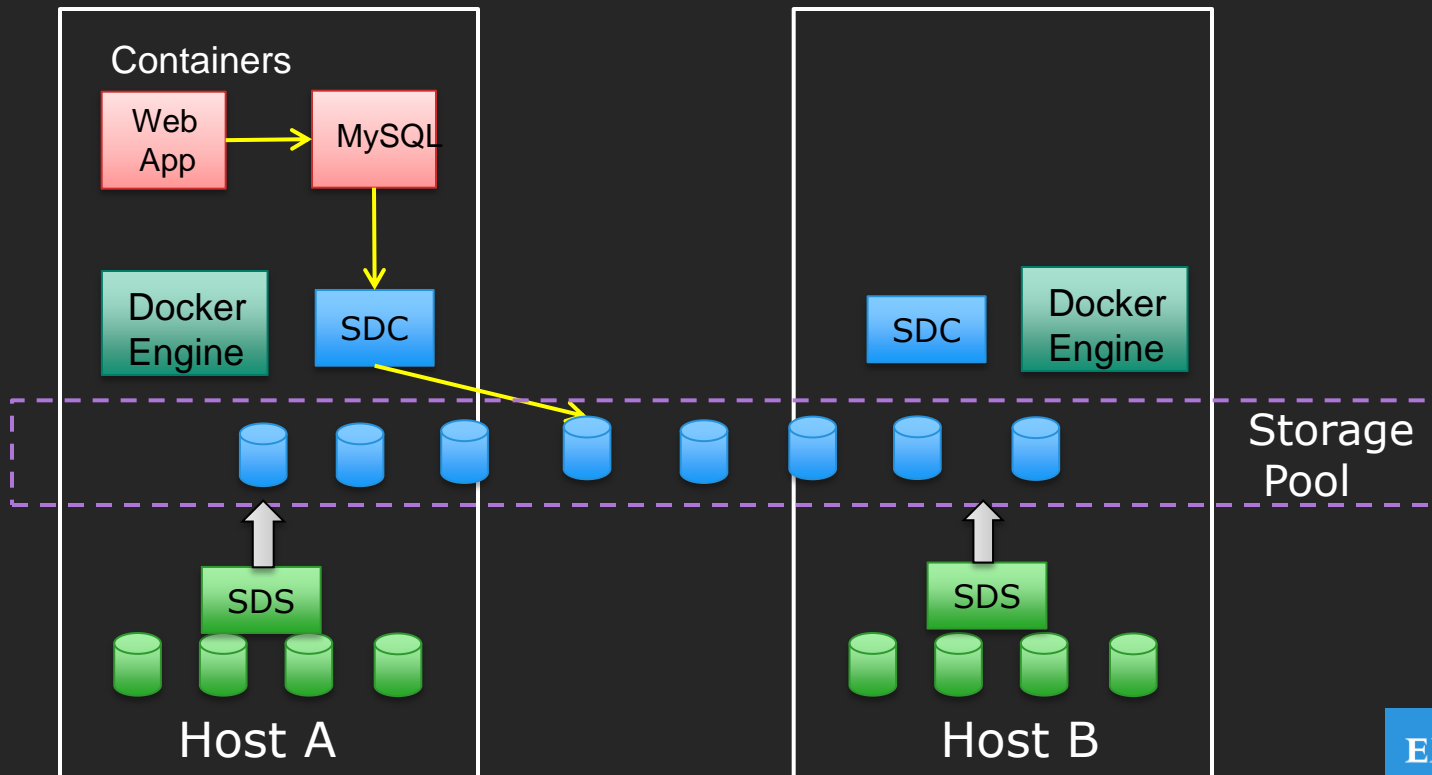 Containers
Web
App
MySQL
Docker
Engine
SDC
SDC
Docker
Engine
Storage
Pool
SDS
SDS
Host A
Host B